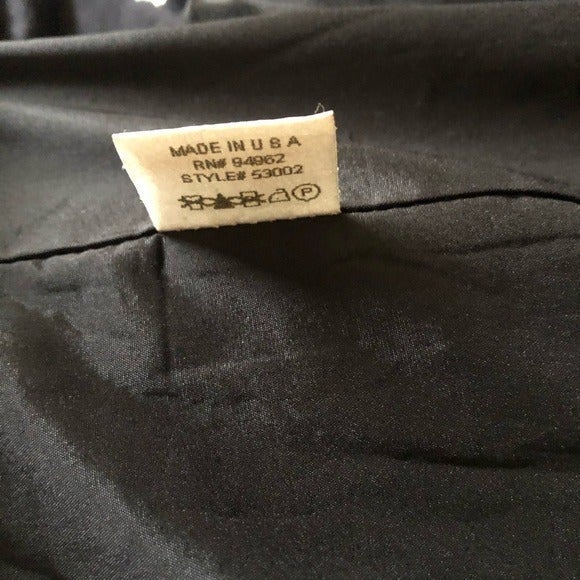 MADE IN U S A
RN# 94962
STYLE# 53002
P